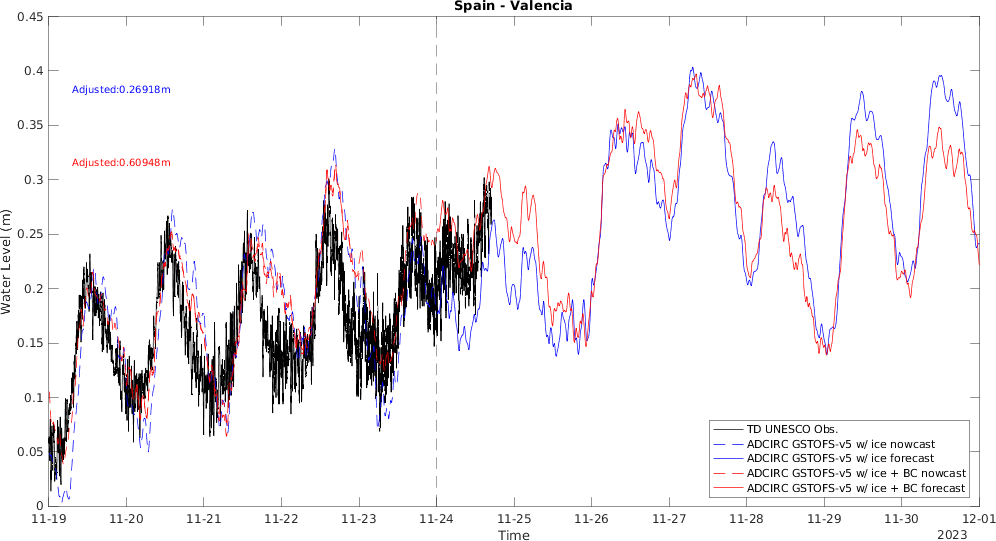 Spain - Valencia
0.45
0.4
0.35
0.3
0.25
0.2
0.15
0.1
0.05
0
Water Level (m)
Adjusted:0.26918m
Adjusted:0.60948m
TD UNESCO Obs.
ADCIRC GSTOFS-v5 w/ ice nowcast
ADCIRC GSTOFS-v5 w/ ice forecast
ADCIRC GSTOFS-v5 w/ ice + BC nowcast
ADCIRC GSTOFS-v5 w/ ice + BC forecast
11-19 11-20 11-21 11-22 11-23 11-24 11-25 11-26 11-27 11-28 11-29 11-30 12-01
Time
2023